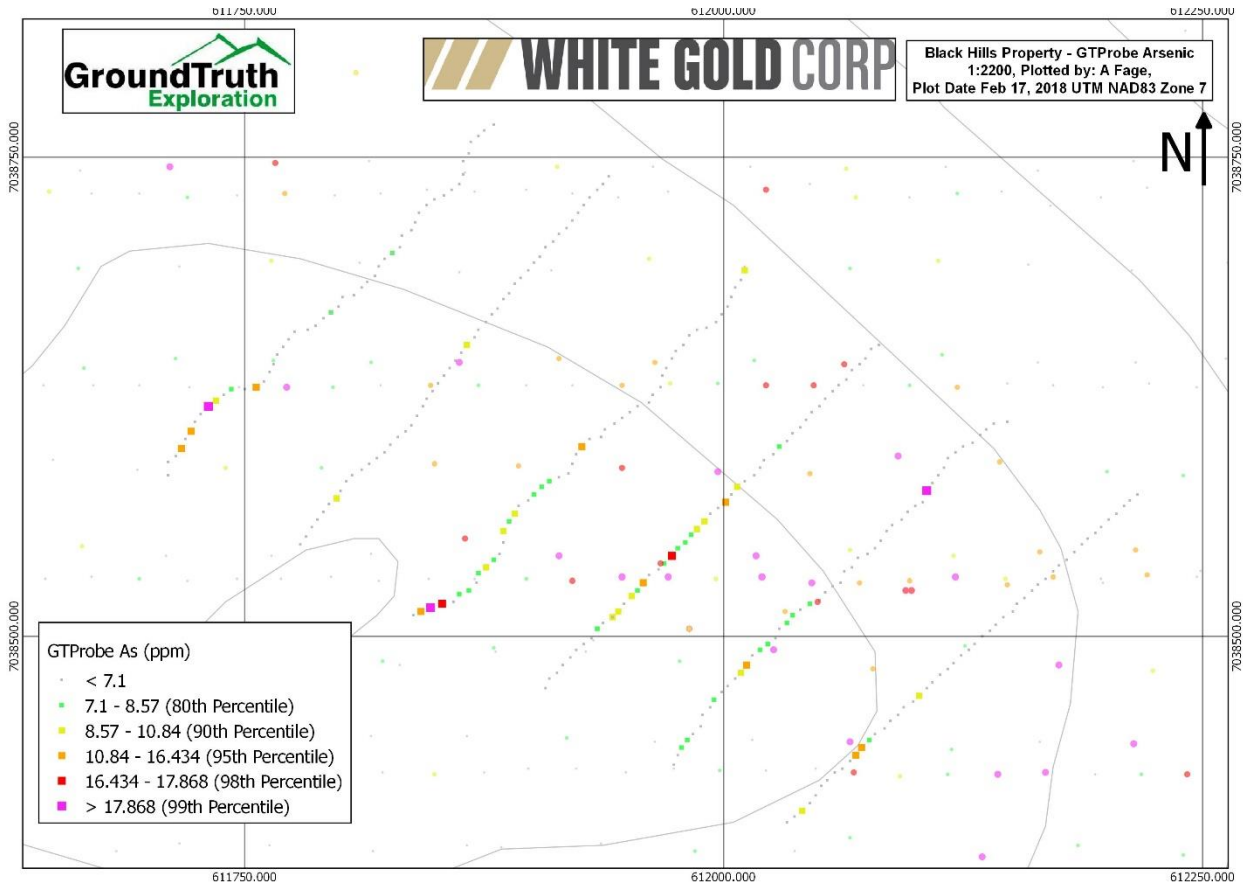 611750.000 612000.000 612250.000
GroundTruth
Exploration
WHITE GOLD CORP
Black Hills Property - GTProbe Arsenic
1:2200, Plotted by: A Fage,
Plot Date Feb 17, 2018 UTM NAD83 Zone 7
N
7038750.000 7038750.000
7038500.000 7038500.000
GTProbe As (ppm)
< 7.1
7.1 - 8.57 (80th Percentile)
8.57 - 10.84 (90th Percentile)
10.84 - 16.434 (95th Percentile)
16.434 - 17.868 (98th Percentile)
> 17.868 (99th Percentile)
611750.000 612000.000 612250.000